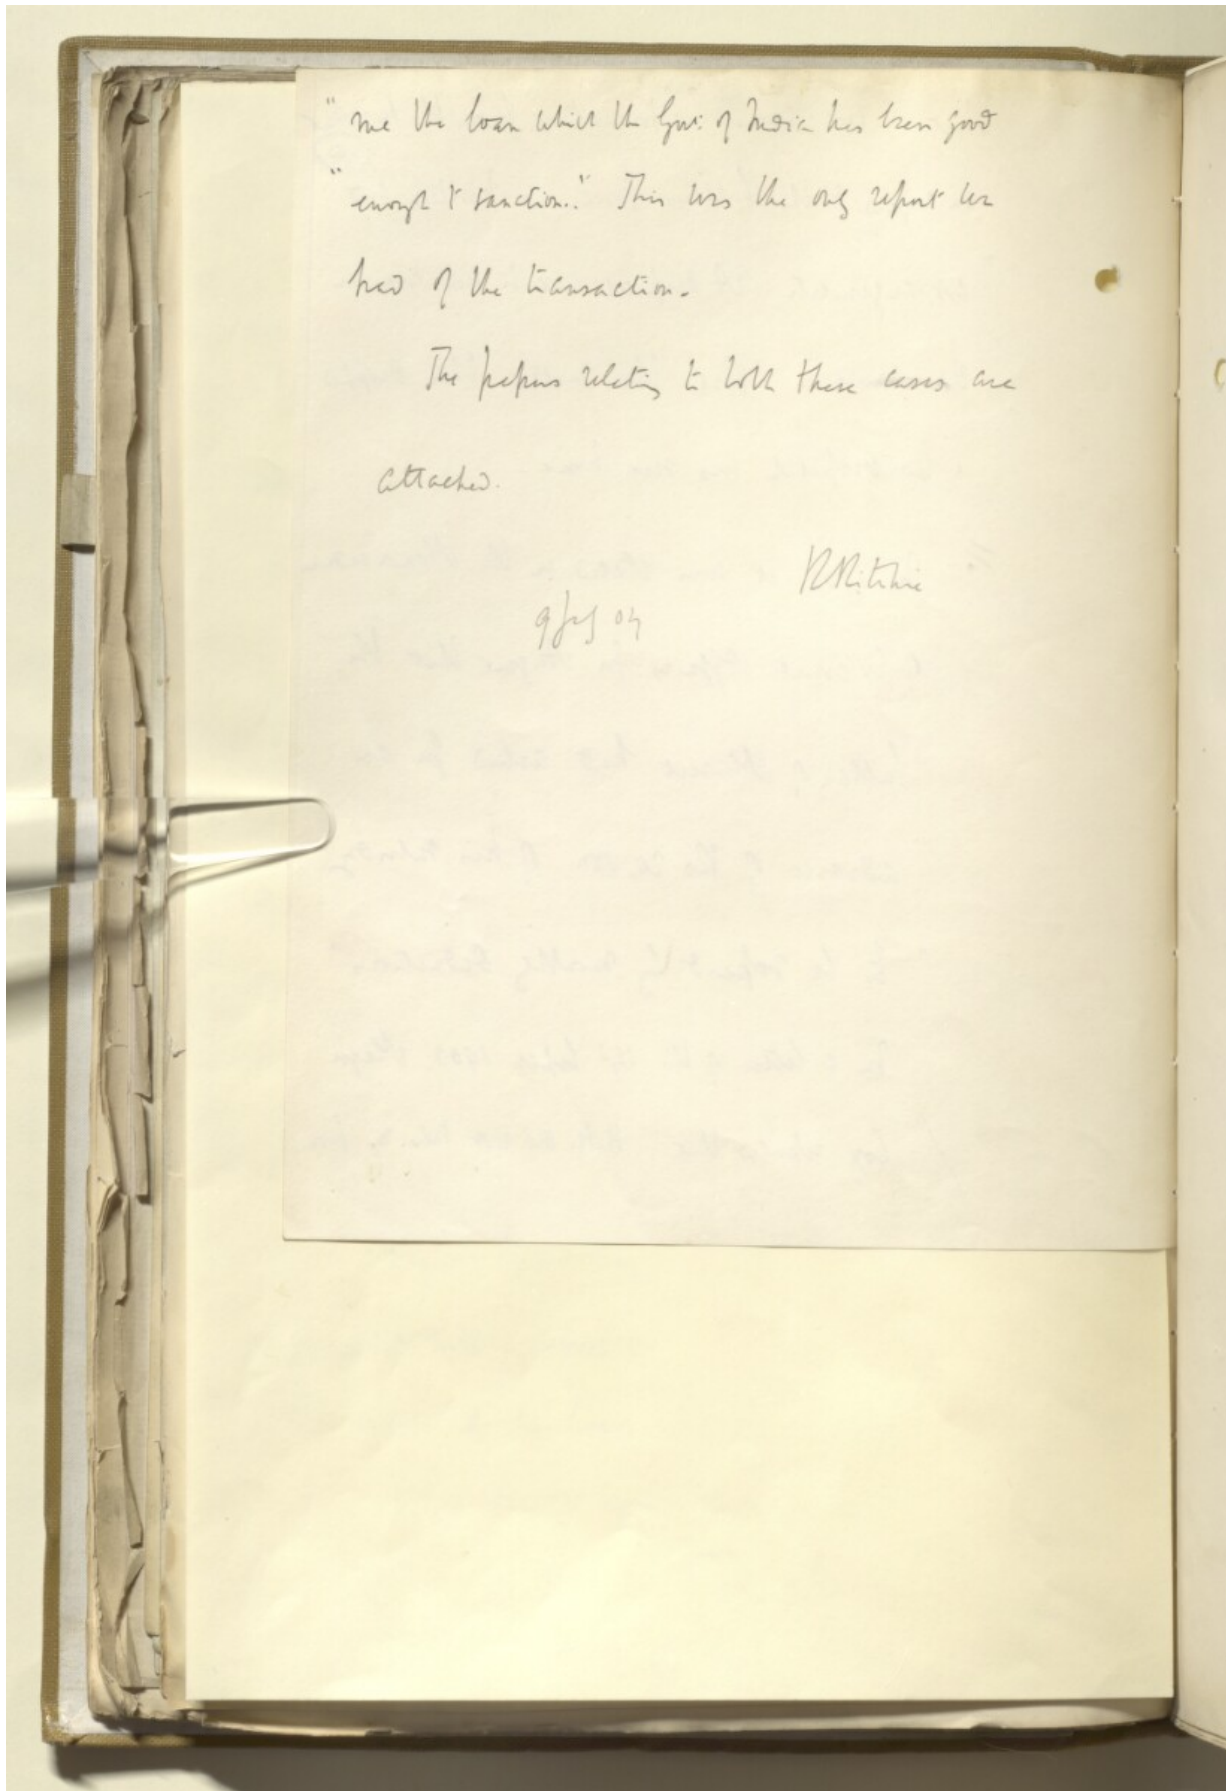 " me the loan which the Govt: of India has been good
" enough to sanction." This was the only report we
had of the transaction.
The papers relating to both these cases are
attached.
R Ritchie
9 04